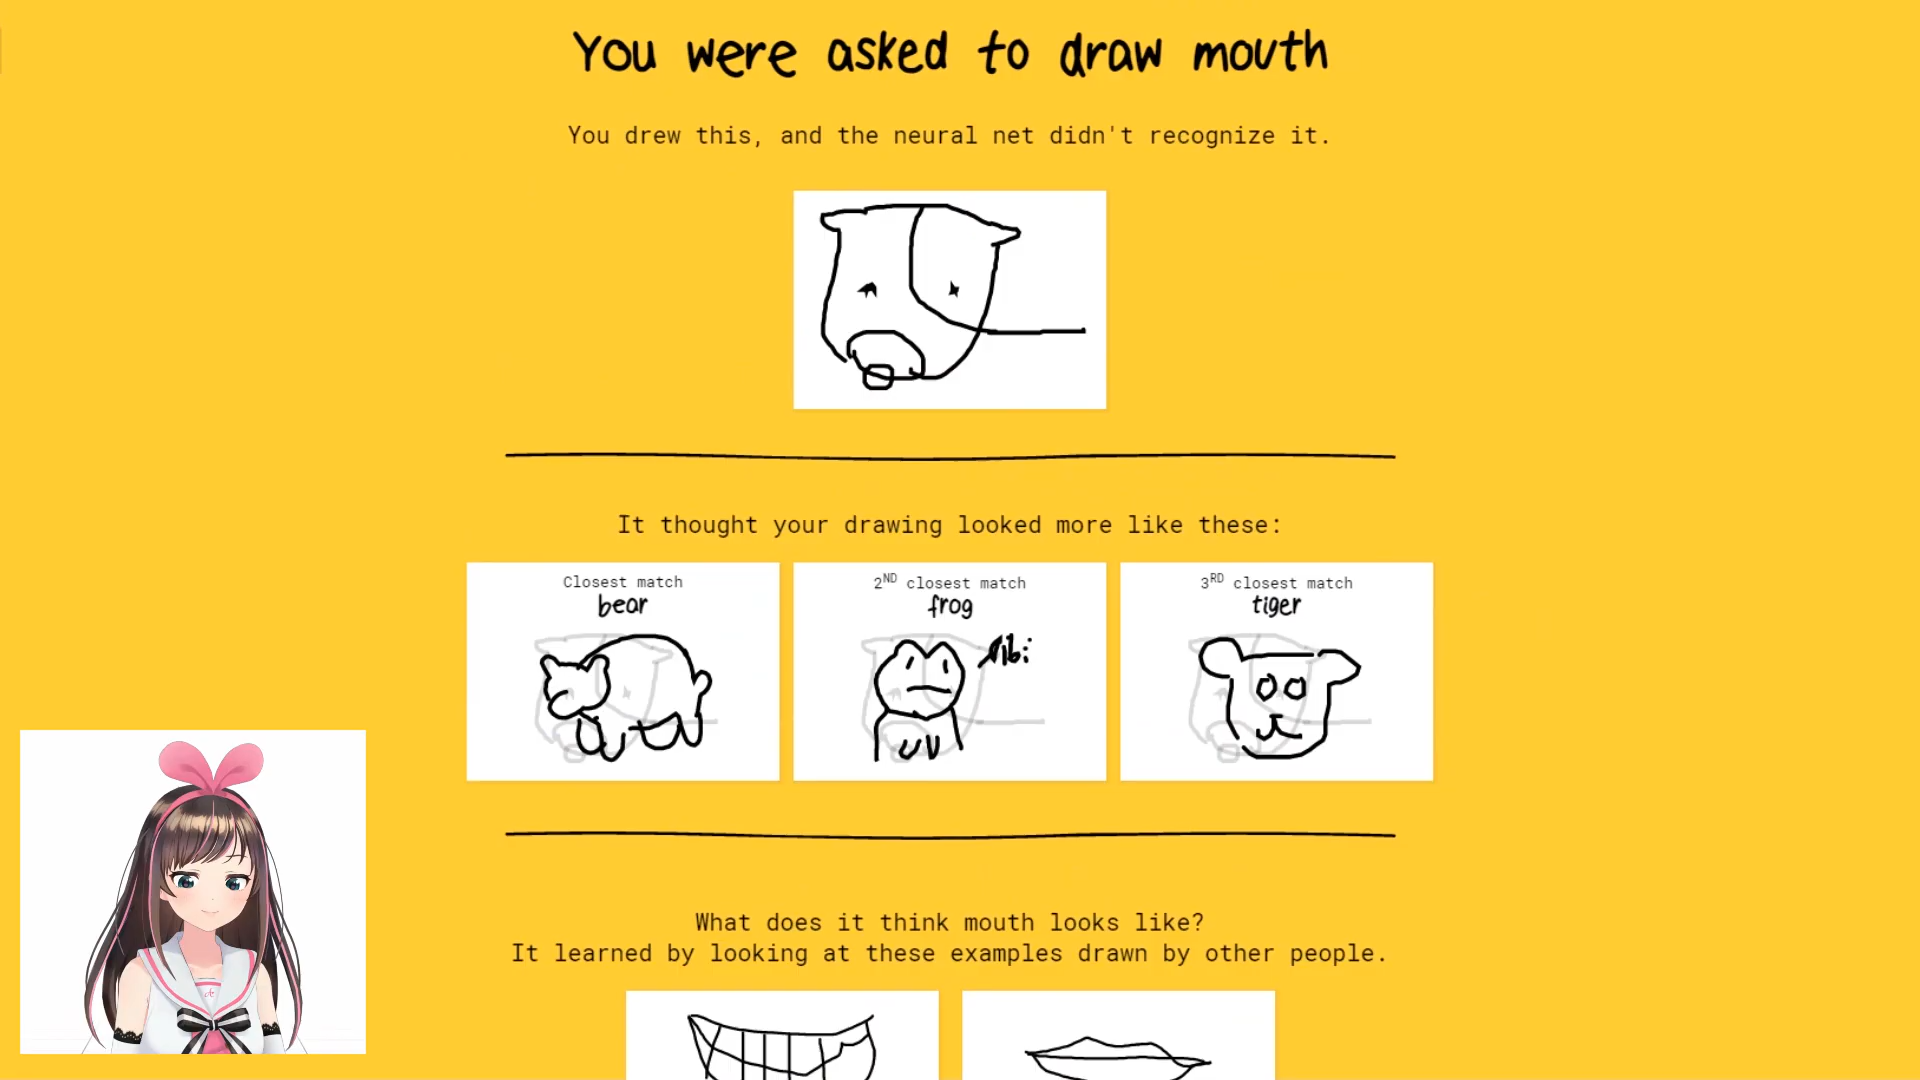 You were asked to draw mouth
You drew this, and the neural net didn't recognize it.
It thought your drawing looked more like these:
Closest match
bear
2ND closest match
frog
3RD closest match
tiger
What does it think mouth looks like?
It learned by looking at these examples drawn by other people.